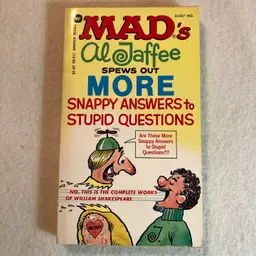 MAD's
Al Jaffee
SPEWS OUT
MORE
SNAPPY ANSWERS to
STUPID QUESTIONS
Are These More
Snappy Answers
to Stupid
Questions???
NO, THIS IS THE COMPLETE WORKS
OF WILLIAM SHAKESPEARE